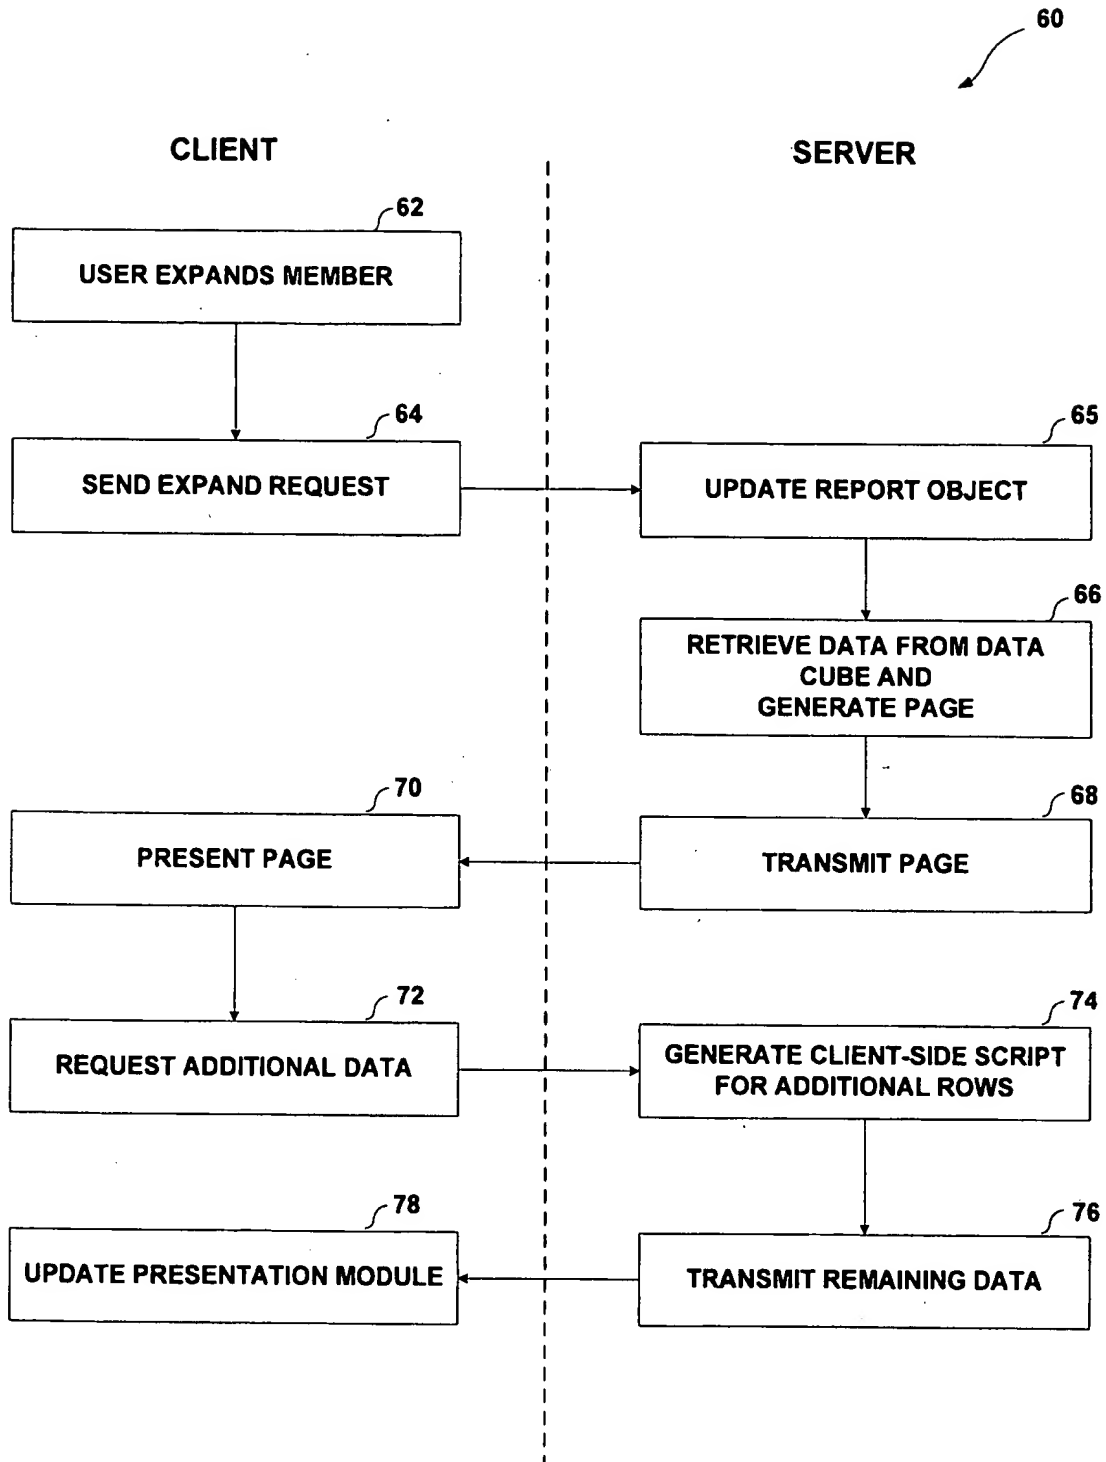 60
CLIENT
SERVER
62
USER EXPANDS MEMBER
64
SEND EXPAND REQUEST
65
UPDATE REPORT OBJECT
66
RETRIEVE DATA FROM DATA
CUBE AND
GENERATE PAGE
70
PRESENT PAGE
68
TRANSMIT PAGE
72
REQUEST ADDITIONAL DATA
74
GENERATE CLIENT-SIDE SCRIPT
FOR ADDITIONAL ROWS
78
UPDATE PRESENTATION MODULE
76
TRANSMIT REMAINING DATA